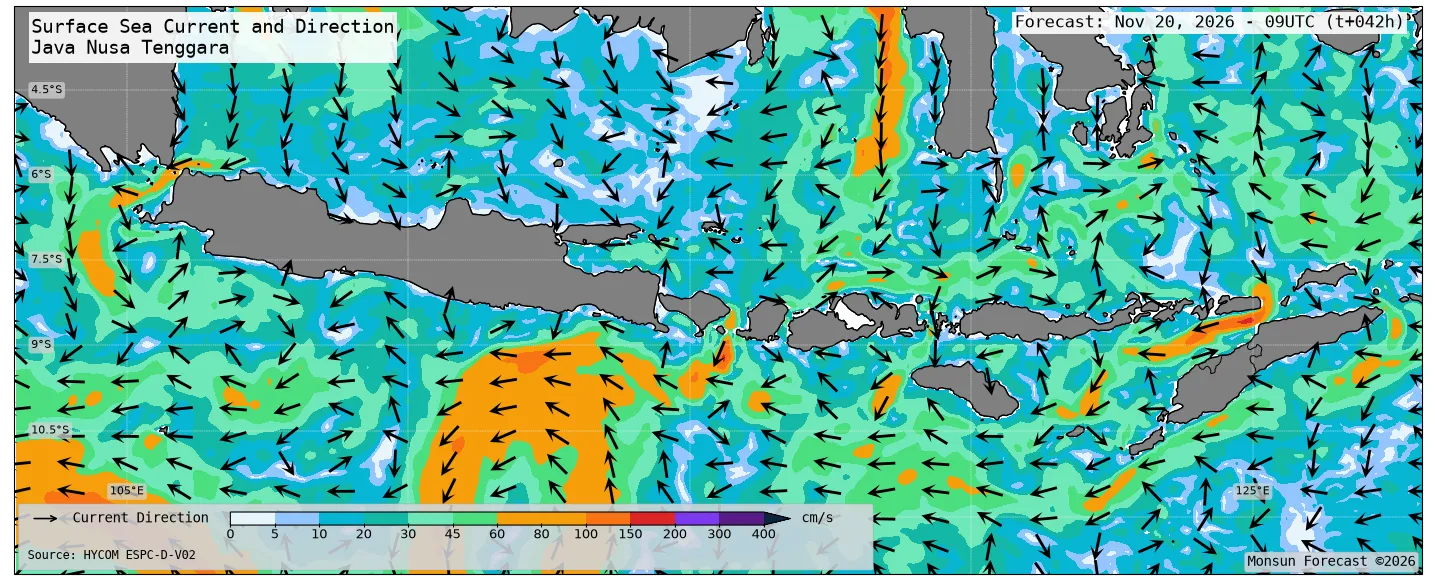 Surface Sea Current and Direction
Java Nusa Tenggara
Forecast: Nov 20, 2026 - 09UTC (t+042h)
4.5°S
6°S
7.5°S
9°S
10.5°S
105°E
125°E
Current Direction
0 5 10 20 30 45 60 80 100 150 200 300 400
cm/s
Source: HYCOM ESPC-D-V02
Monsun Forecast ©2026